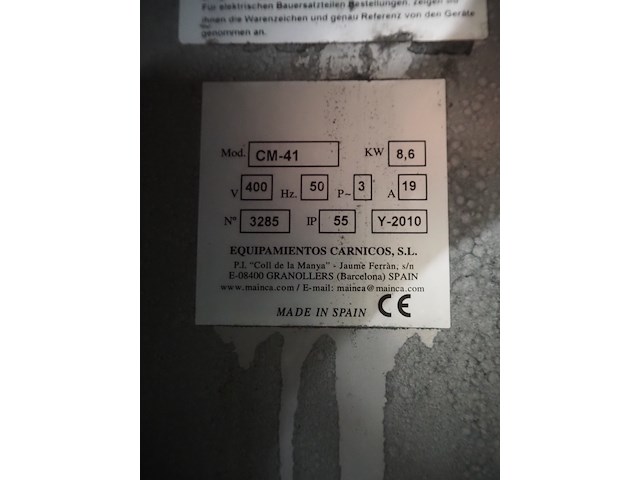 Für elektrischen Bauersatzteilen Bestellungen, zeigen Sie
ihnen die Warenzeichen und genau Referenz von den Geräte
genommen an.
Mod. CM-41 KW 8,6
V 400 Hz. 50 P~ 3 A 19
Nº 3285 IP 55 Y-2010
EQUIPAMIENTOS CARNICOS, S.L.
P.I. "Coll de la Manya" - Jaume Ferràn, s/n
E-08400 GRANOLLERS (Barcelona) SPAIN
www.mainca.com / E-mail: mainca@mainca.com
MADE IN SPAIN CE